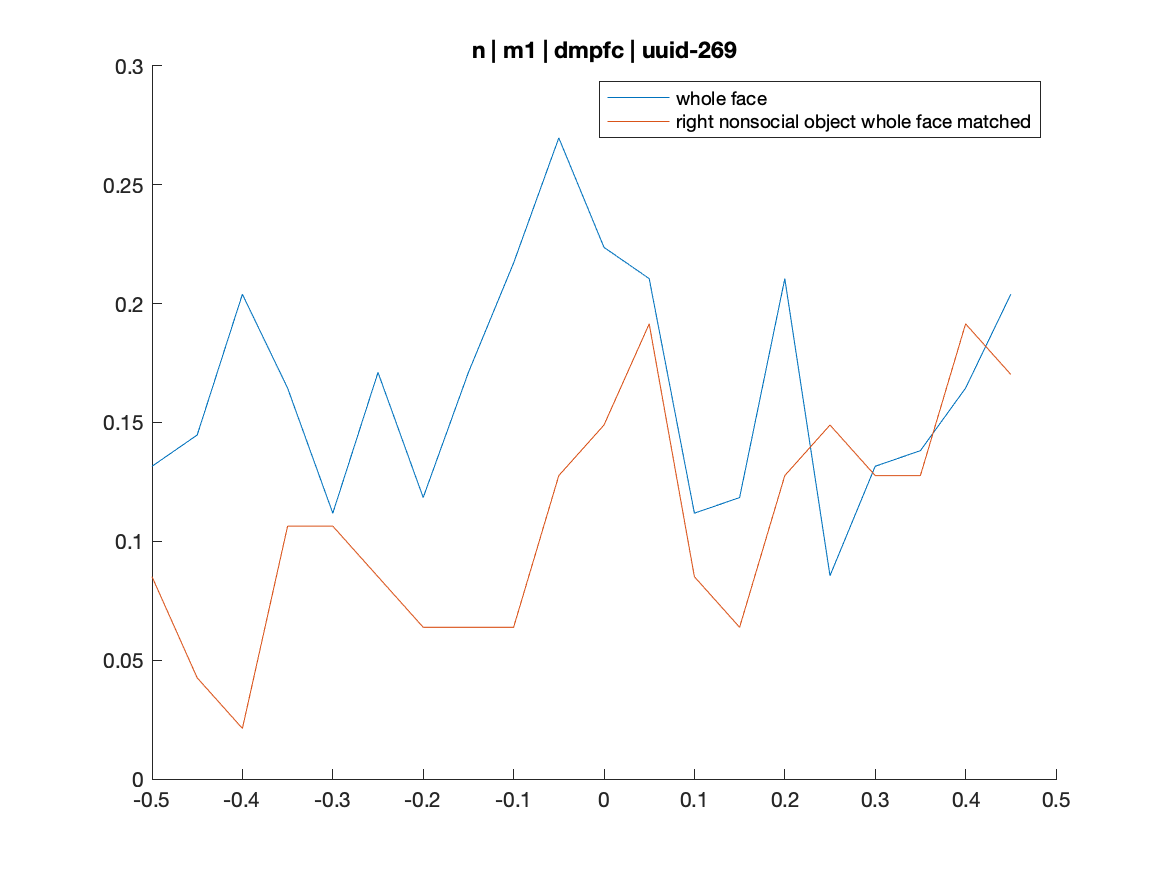 n | m1 | dmpfc | uuid-269
0.3
whole face
right nonsocial object whole face matched
0.25
0.2
0.15
0.1
0.05
0
-0.5 -0.4 -0.3 -0.2 -0.1 0 0.1 0.2 0.3 0.4 0.5